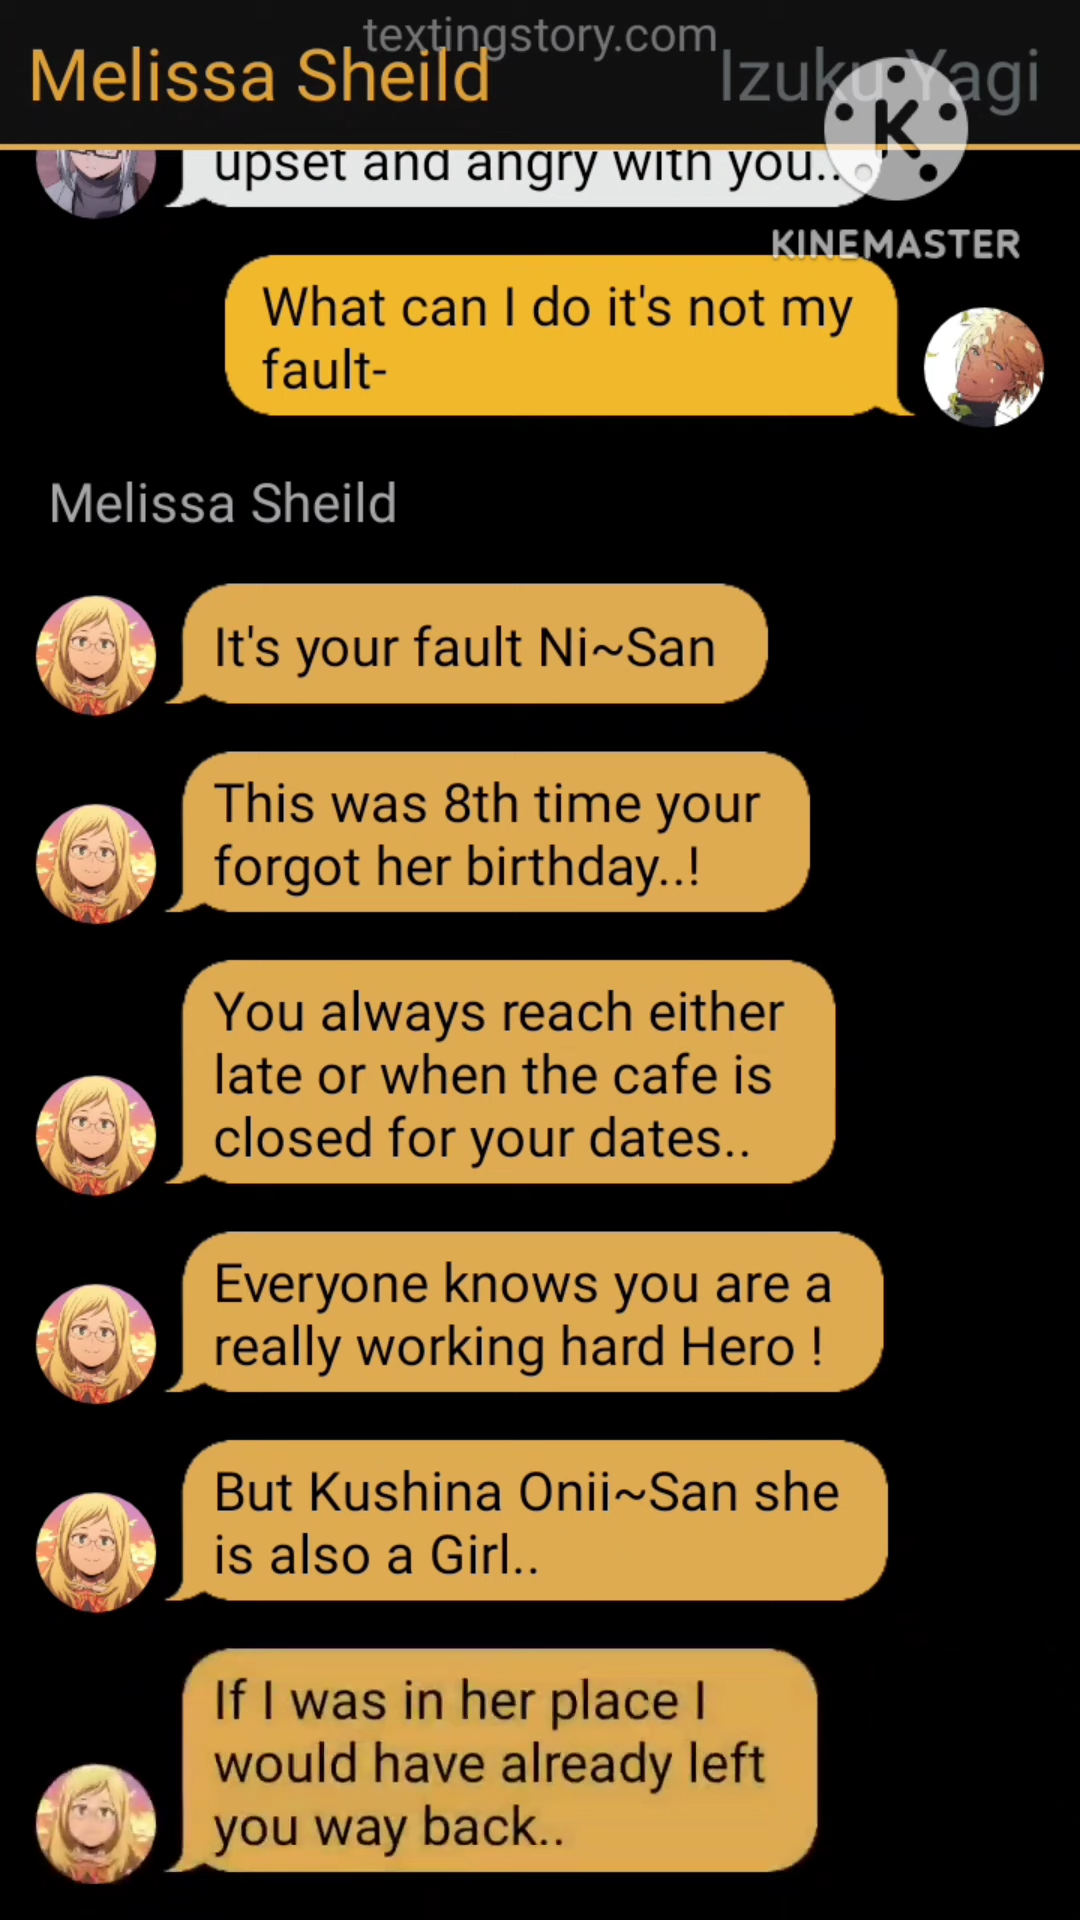 textingstory.com
Melissa Sheild
Izuku Yagi
upset and angry with you..
KINEMASTER
What can I do it's not my
fault-
Melissa Sheild
It's your fault Ni~San
This was 8th time your
forgot her birthday..!
You always reach either
late or when the cafe is
closed for your dates..
Everyone knows you are a
really working hard Hero !
But Kushina Onii~San she
is also a Girl..
If I was in her place I
would have already left
you way back..